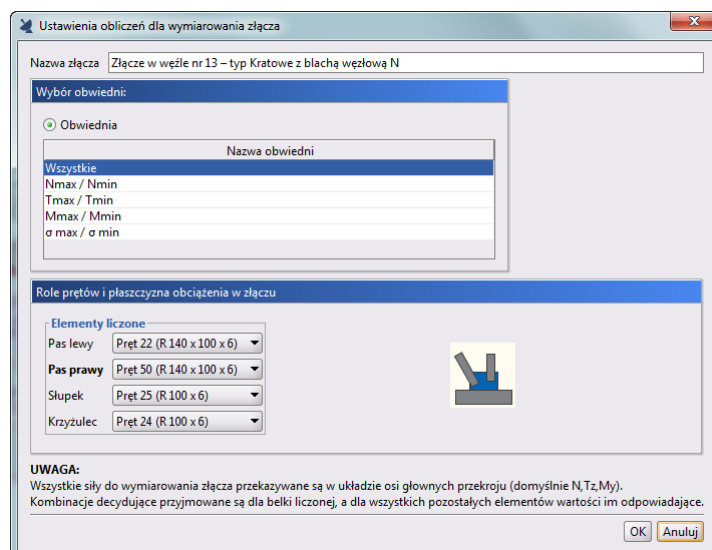 Ustawienia obliczeń dla wymiarowania złącza
Nazwa złącza Złącze w węźle nr 13 – typ Kratowe z blachą węzłową N
Wybór obwiedni:
Obwiednia
Nazwa obwiedni
Wszystkie
Nmax / Nmin
Tmax / Tmin
Mmax / Mmin
σ max / σ min
Role prętów i płaszczyzna obciążenia w złączu
Elementy liczone
Pas lewy Pręt 22 (R 140 x 100 x 6)
Pas prawy Pręt 50 (R 140 x 100 x 6)
Słupek Pręt 25 (R 100 x 6)
Krzyżulec Pręt 24 (R 100 x 6)
UWAGA:
Wszystkie siły do wymiarowania złącza przekazywane są w układzie osi głownych przekroju (domyślnie N,Tz,My).
Kombinacje decydujące przyjmowane są dla belki liczonej, a dla wszystkich pozostałych elementów wartości im odpowiadające.
OK Anuluj